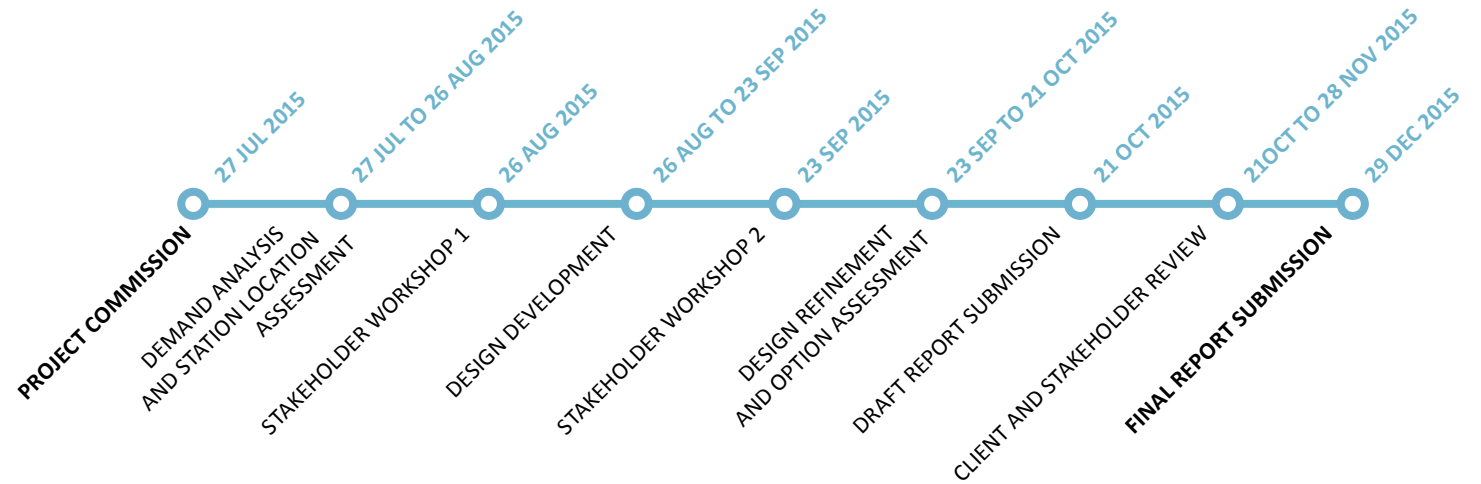 27 JUL 2015
27 JUL TO 26 AUG 2015
26 AUG 2015
26 AUG TO 23 SEP 2015
23 SEP 2015
23 SEP TO 21 OCT 2015
21 OCT 2015
21OCT TO 28 NOV 2015
29 DEC 2015
PROJECT COMMISSION
DEMAND ANALYSIS
AND STATION LOCATION
ASSESSMENT
STAKEHOLDER WORKSHOP 1
DESIGN DEVELOPMENT
STAKEHOLDER WORKSHOP 2
DESIGN REFINEMENT
AND OPTION ASSESSMENT
DRAFT REPORT SUBMISSION
CLIENT AND STAKEHOLDER REVIEW
FINAL REPORT SUBMISSION